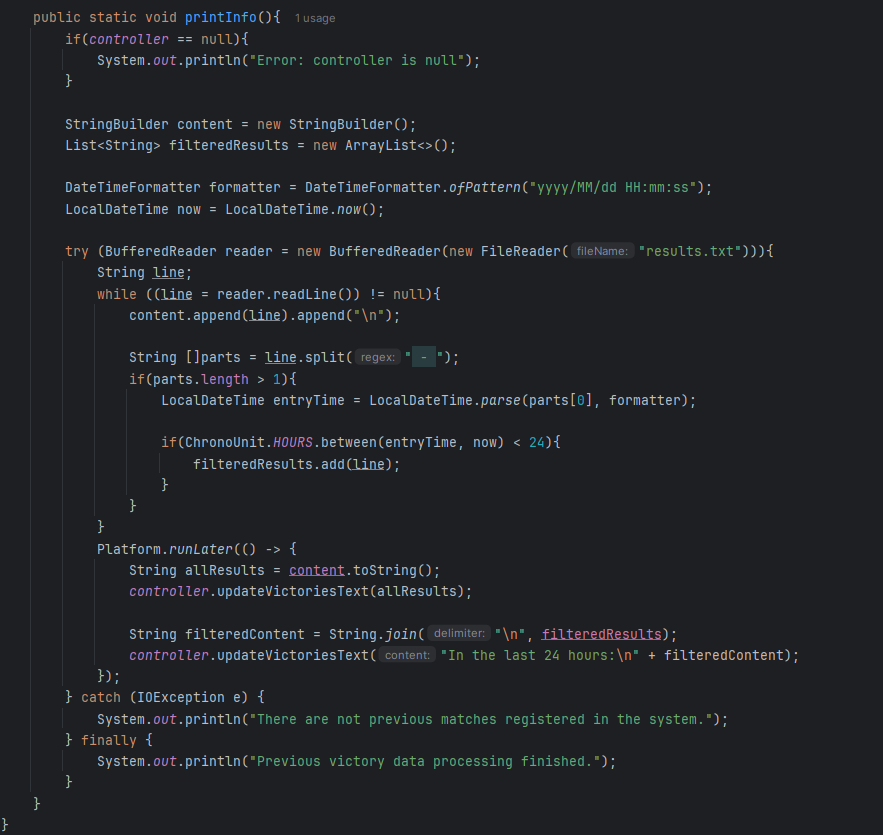 public static void printInfo(){ 1 usage
if(controller == null){
System.out.println("Error: controller is null");
}
StringBuilder content = new StringBuilder();
List<String> filteredResults = new ArrayList<>();
DateTimeFormatter formatter = DateTimeFormatter.ofPattern("yyyy/MM/dd HH:mm:ss");
LocalDateTime now = LocalDateTime.now();
try (BufferedReader reader = new BufferedReader(new FileReader( fileName: "results.txt"))){
String line;
while ((line = reader.readLine()) != null){
content.append(line).append("\n");
String []parts = line.split( regex: " - ");
if(parts.length > 1){
LocalDateTime entryTime = LocalDateTime.parse(parts[0], formatter);
if(ChronoUnit.HOURS.between(entryTime, now) < 24){
filteredResults.add(line);
}
}
}
Platform.runLater(() -> {
String allResults = content.toString();
controller.updateVictoriesText(allResults);
String filteredContent = String.join( delimiter: "\n", filteredResults);
controller.updateVictoriesText( content: "In the last 24 hours:\n" + filteredContent);
});
} catch (IOException e) {
System.out.println("There are not previous matches registered in the system.");
} finally {
System.out.println("Previous victory data processing finished.");
}
}
}